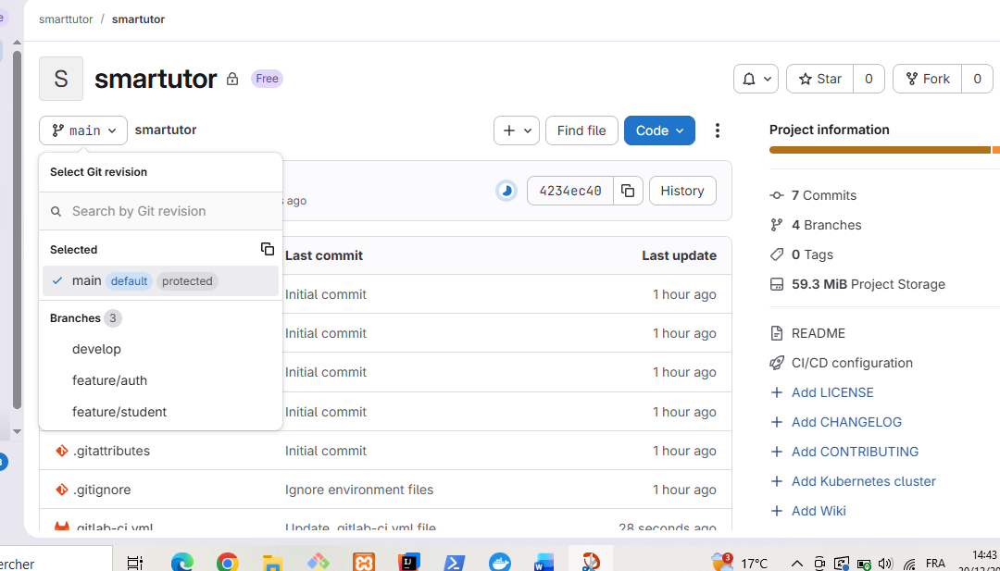 smarttutor / smartutor
S
smartutor
Free
Star 0
Fork 0
main
smartutor
Find file
Code
Project information
Select Git revision
Search by Git revision
Selected
main default protected
Branches 3
develop
feature/auth
feature/student
ago
4234ec40
History
Last commit Last update
Initial commit 1 hour ago
Initial commit 1 hour ago
Initial commit 1 hour ago
Initial commit 1 hour ago
.gitattributes Initial commit 1 hour ago
.gitignore Ignore environment files 1 hour ago
.gitlab-ci.yml Update .gitlab-ci.yml file 28 seconds ago
7 Commits
4 Branches
0 Tags
59.3 MiB Project Storage
README
CI/CD configuration
Add LICENSE
Add CHANGELOG
Add CONTRIBUTING
Add Kubernetes cluster
Add Wiki
ercher
3
17°C
FRA
14:43